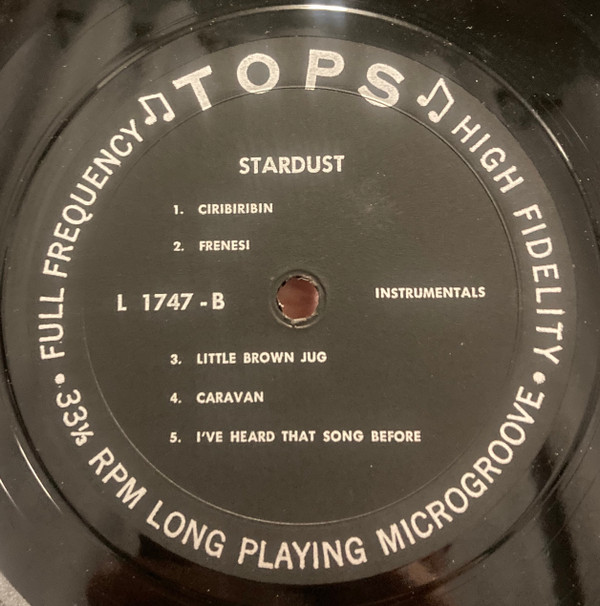 TOPS
FULL FREQUENCY
HIGH FIDELITY
STARDUST
1. CIRIBIRIBIN
2. FRENESI
L 1747 - B
INSTRUMENTALS
3. LITTLE BROWN JUG
4. CARAVAN
5. I'VE HEARD THAT SONG BEFORE
• 33⅓ RPM LONG PLAYING MICROGROOVE •